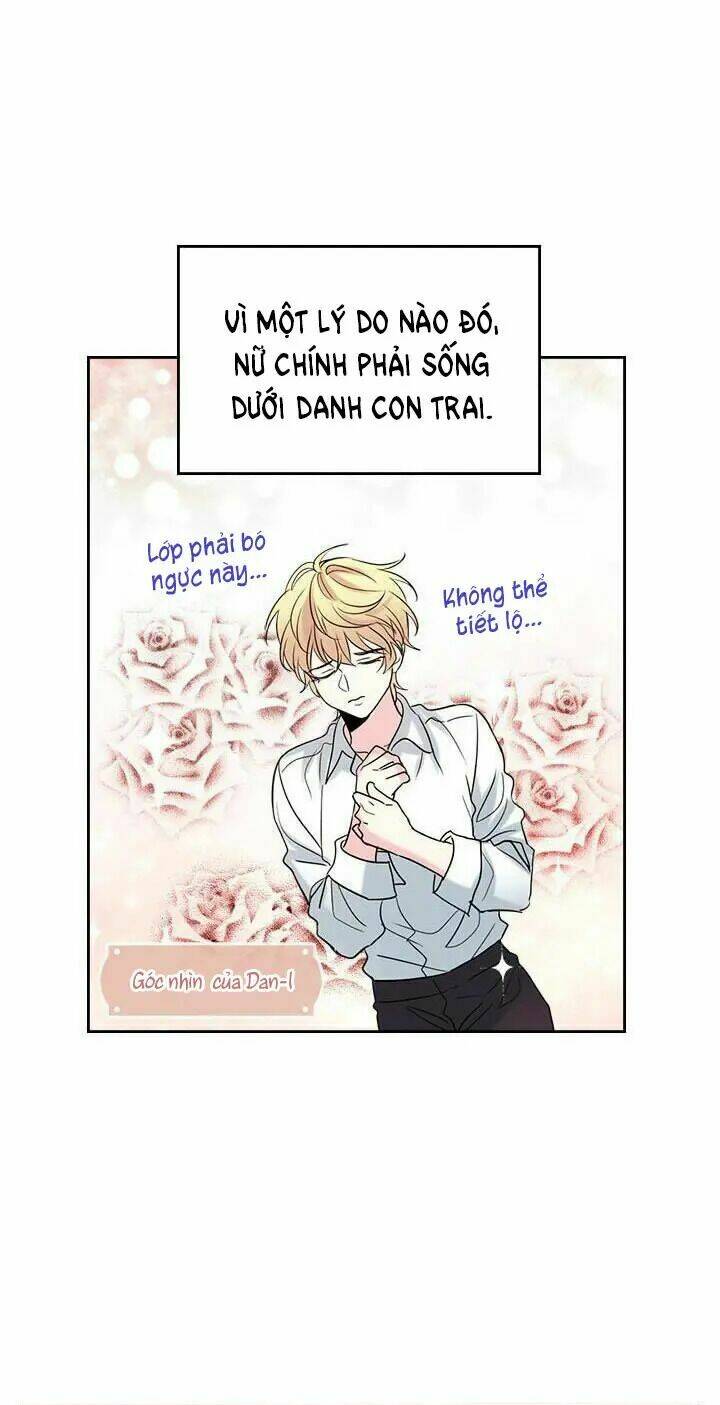 VÌ MỘT LÝ DO NÀO ĐÓ,
NỮ CHÍNH PHẢI SỐNG
DƯỚI DANH CON TRAI.
Lớp phải bó
ngực này...
Không thể
tiết lộ...
Góc nhìn của Dan-I